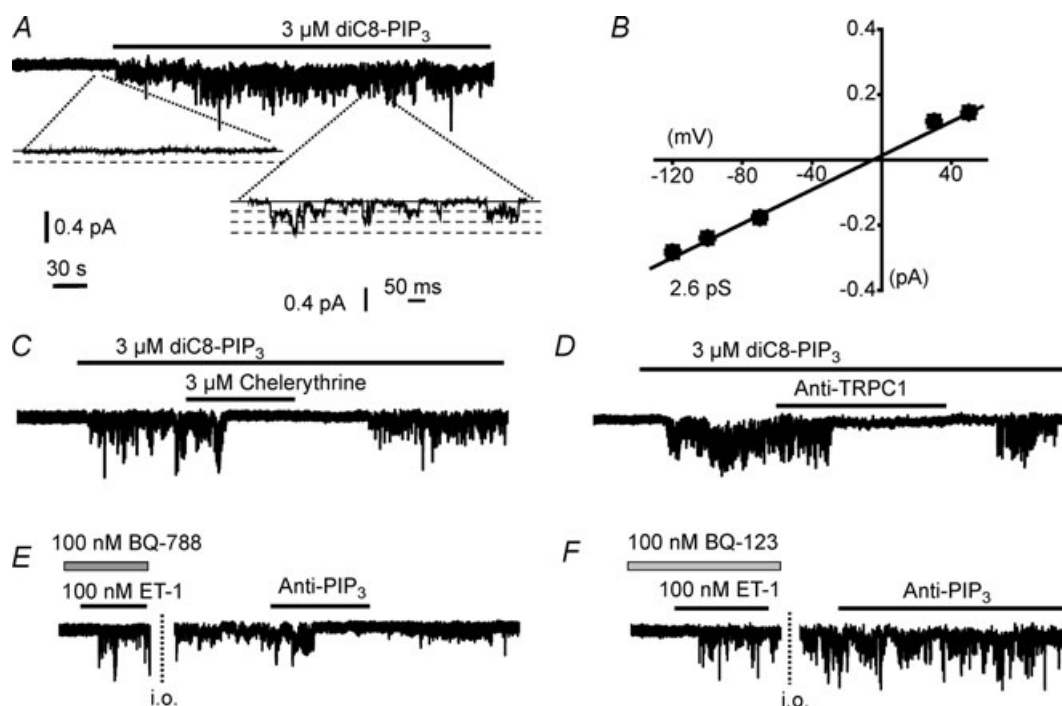 A
3 µM diC8-PIP₃
0.4 pA
30 s
0.4 pA
50 ms
B
0.4
0.2
(mV)
-120 -80 -40 40
-0.2
-0.4
(pA)
2.6 pS
C
3 µM diC8-PIP₃
3 µM Chelerythrine
D
3 µM diC8-PIP₃
Anti-TRPC1
E
100 nM BQ-788
100 nM ET-1
Anti-PIP₃
i.o.
F
100 nM BQ-123
100 nM ET-1
Anti-PIP₃
i.o.